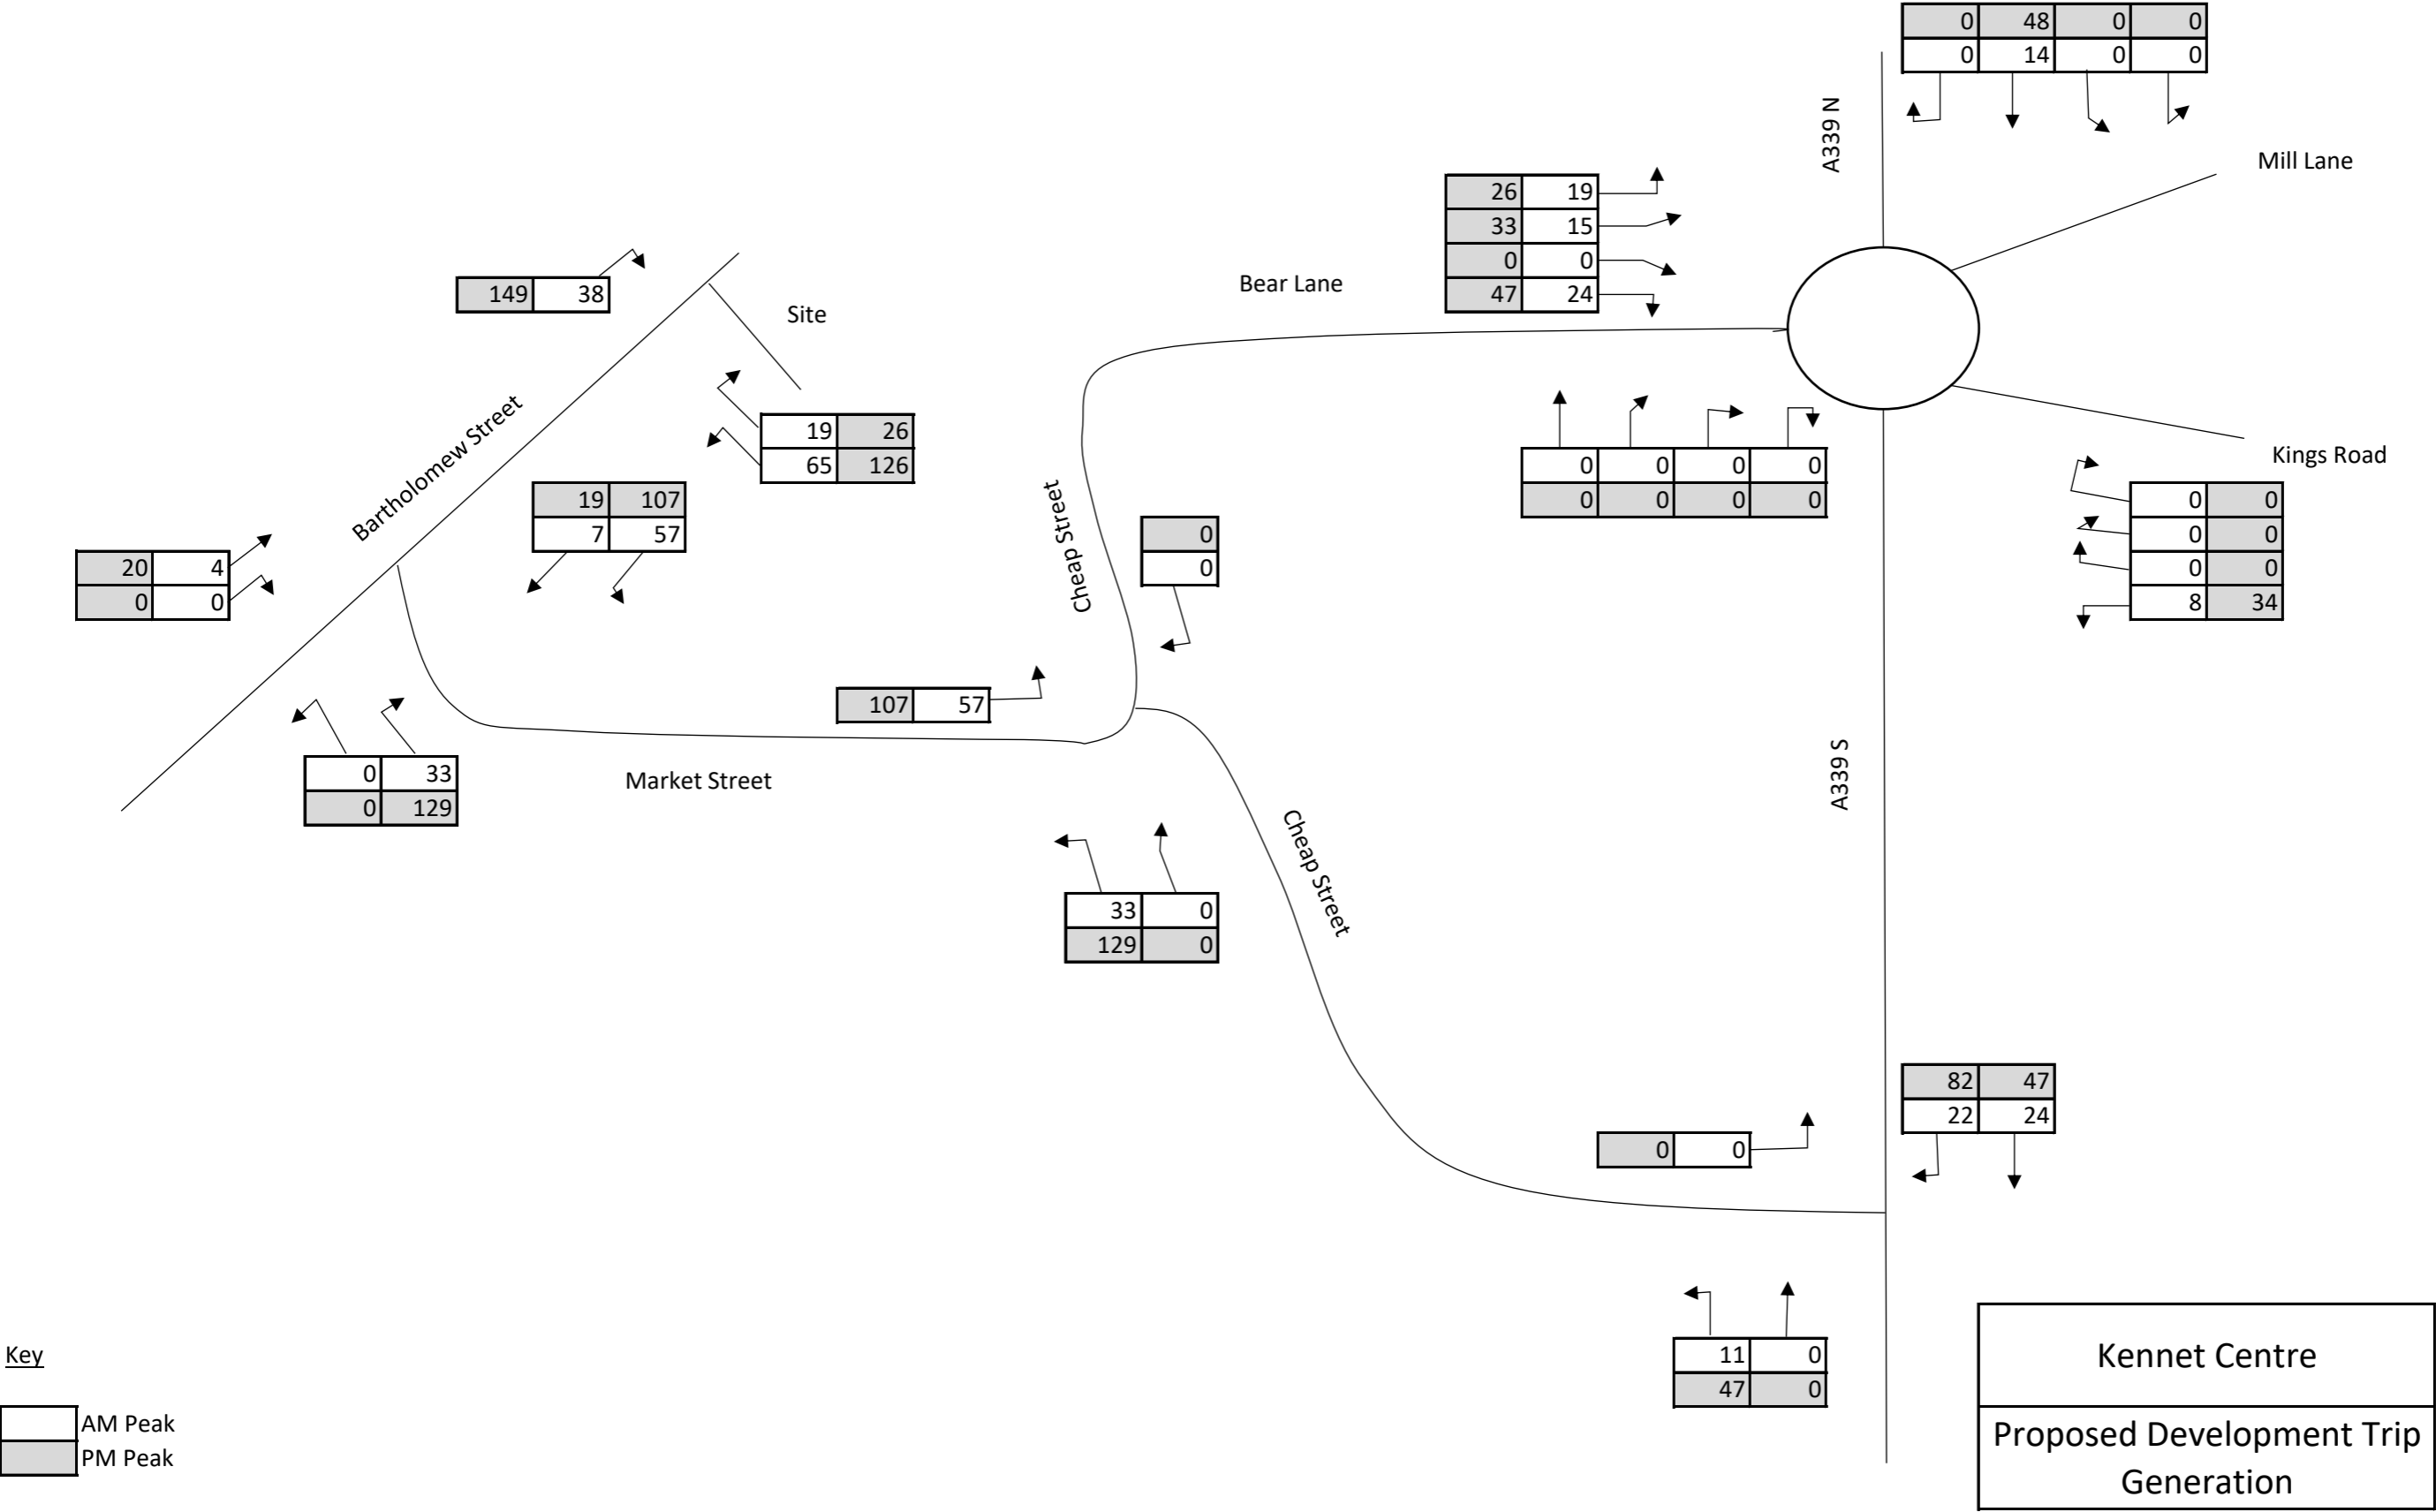 0 48 0 0
0 14 0 0
A339 N
Mill Lane
26 19
33 15
0 0
47 24
Bear Lane
149 38
Site
Bartholomew Street
19 26
65 126
19 107
7 57
20 4
0 0
Cheap Street
0
0
0 0 0 0
0 0 0 0
Kings Road
0 0
0 0
0 0
8 34
107 57
0 33
0 129
Market Street
A339 S
33 0
129 0
Cheap Street
82 47
22 24
0 0
11 0
47 0
Key
AM Peak
PM Peak
Kennet Centre
Proposed Development Trip
Generation